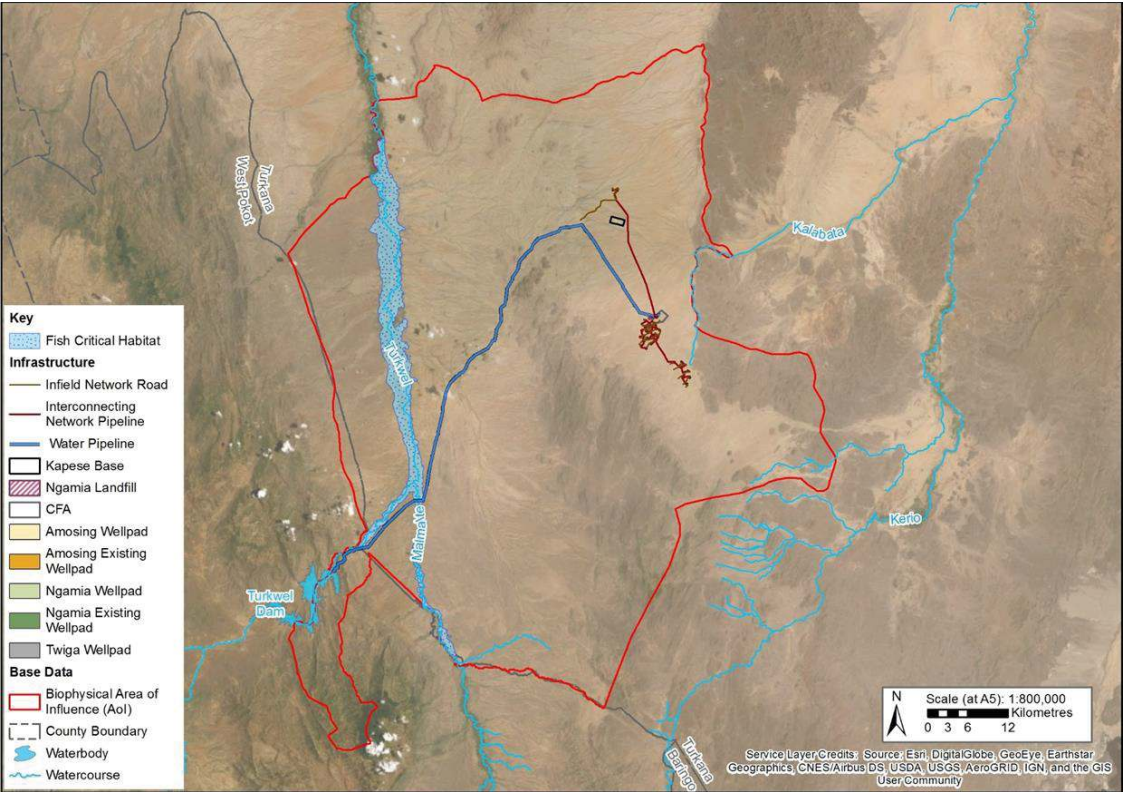 Turkana
West Pokot
Kalabata
Turkwel
Malmalte
Kerio
Turkwel
Dam
Turkana
Baringo
Key
Fish Critical Habitat
Infrastructure
Infield Network Road
Interconnecting
Network Pipeline
Water Pipeline
Kapese Base
Ngamia Landfill
CFA
Amosing Wellpad
Amosing Existing
Wellpad
Ngamia Wellpad
Ngamia Existing
Wellpad
Twiga Wellpad
Base Data
Biophysical Area of
Influence (AoI)
County Boundary
Waterbody
Watercourse
N
Scale (at A5): 1:800,000
Kilometres
0 3 6 12
Service Layer Credits: Source: Esri, DigitalGlobe, GeoEye, Earthstar
Geographics, CNES/Airbus DS, USDA, USGS, AeroGRID, IGN, and the GIS
User Community